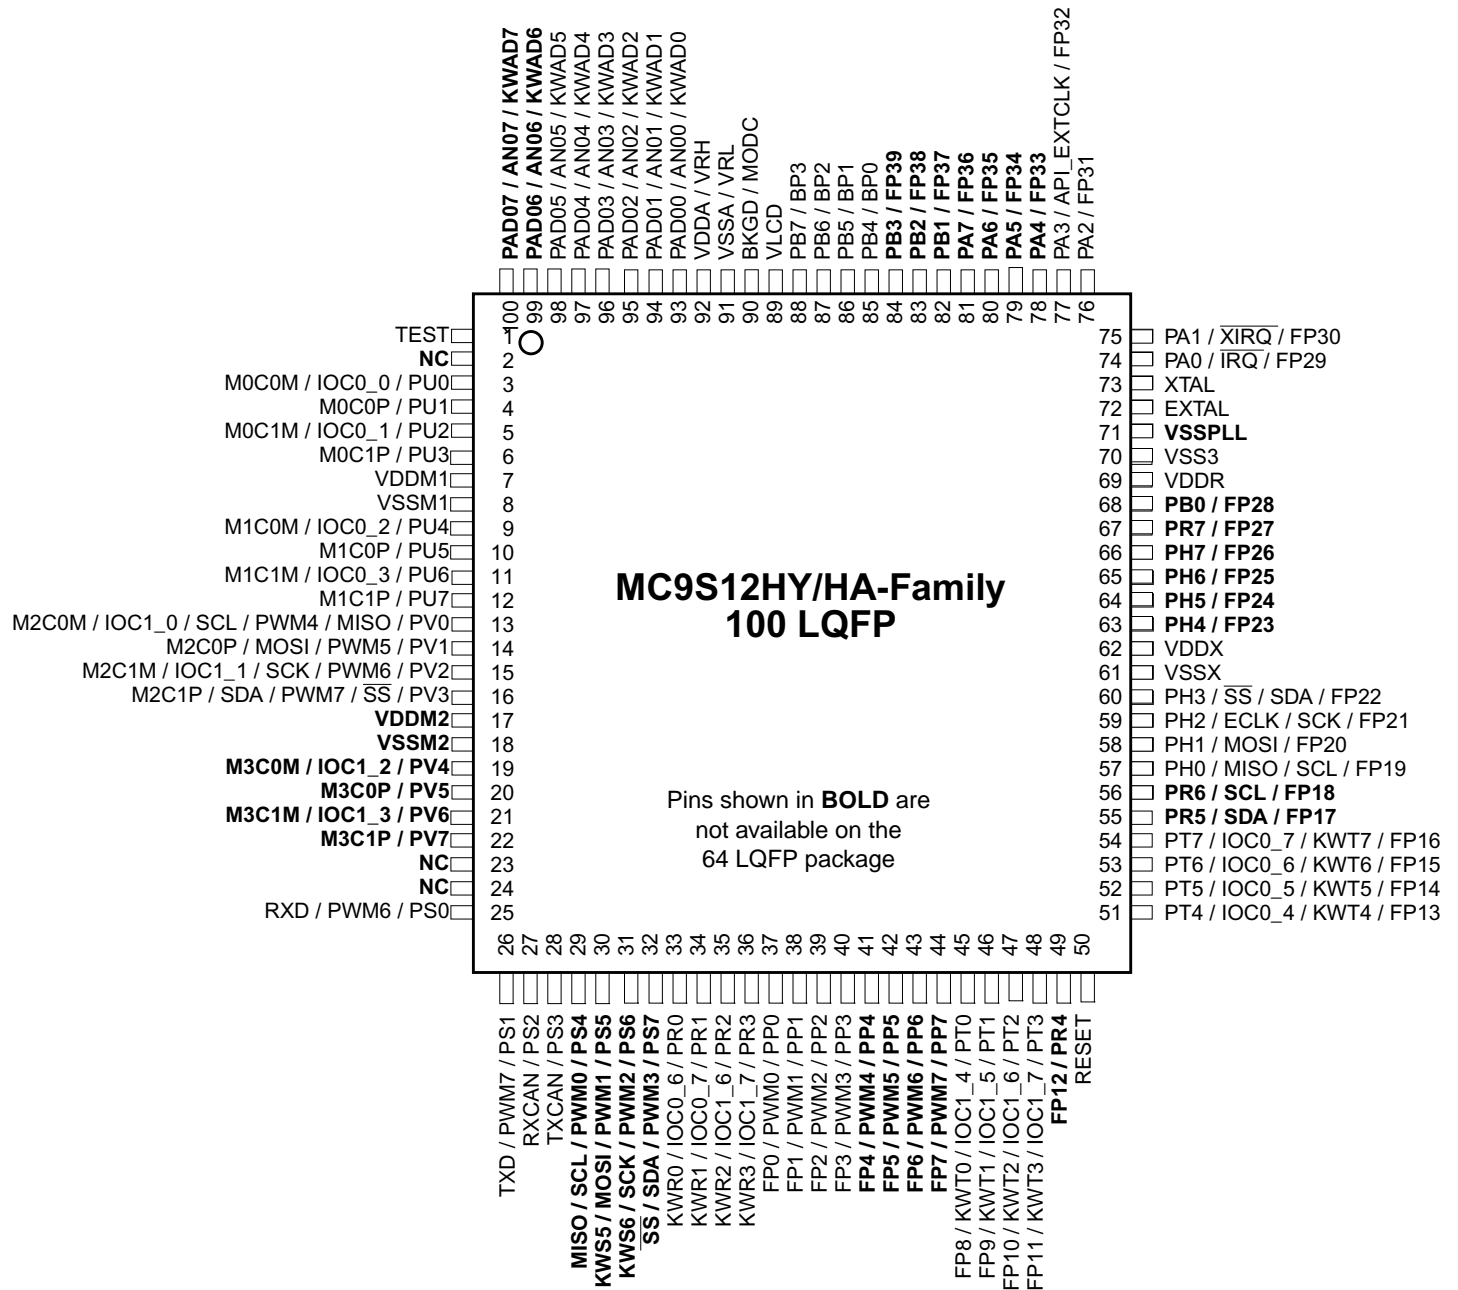 PAD07 / AN07 / KWAD7
PAD06 / AN06 / KWAD6
PAD05 / AN05 / KWAD5
PAD04 / AN04 / KWAD4
PAD03 / AN03 / KWAD3
PAD02 / AN02 / KWAD2
PAD01 / AN01 / KWAD1
PAD00 / AN00 / KWAD0
VDDA / VRH
VSSA / VRL
BKGD / MODC
VLCD
PB7 / BP3
PB6 / BP2
PB5 / BP1
PB4 / BP0
PB3 / FP39
PB2 / FP38
PB1 / FP37
PA7 / FP36
PA6 / FP35
PA5 / FP34
PA4 / FP33
PA3 / API_EXTCLK / FP32
PA2 / FP31
100
99
98
97
96
95
94
93
92
91
90
89
88
87
86
85
84
83
82
81
80
79
78
77
76
TEST 1
NC 2
M0C0M / IOC0_0 / PU0 3
M0C0P / PU1 4
M0C1M / IOC0_1 / PU2 5
M0C1P / PU3 6
VDDM1 7
VSSM1 8
M1C0M / IOC0_2 / PU4 9
M1C0P / PU5 10
M1C1M / IOC0_3 / PU6 11
M1C1P / PU7 12
M2C0M / IOC1_0 / SCL / PWM4 / MISO / PV0 13
M2C0P / MOSI / PWM5 / PV1 14
M2C1M / IOC1_1 / SCK / PWM6 / PV2 15
M2C1P / SDA / PWM7 / SS / PV3 16
VDDM2 17
VSSM2 18
M3C0M / IOC1_2 / PV4 19
M3C0P / PV5 20
M3C1M / IOC1_3 / PV6 21
M3C1P / PV7 22
NC 23
NC 24
RXD / PWM6 / PS0 25
MC9S12HY/HA-Family
100 LQFP
Pins shown in BOLD are
not available on the
64 LQFP package
75 PA1 / XIRQ / FP30
74 PA0 / IRQ / FP29
73 XTAL
72 EXTAL
71 VSSPLL
70 VSS3
69 VDDR
68 PB0 / FP28
67 PR7 / FP27
66 PH7 / FP26
65 PH6 / FP25
64 PH5 / FP24
63 PH4 / FP23
62 VDDX
61 VSSX
60 PH3 / SS / SDA / FP22
59 PH2 / ECLK / SCK / FP21
58 PH1 / MOSI / FP20
57 PH0 / MISO / SCL / FP19
56 PR6 / SCL / FP18
55 PR5 / SDA / FP17
54 PT7 / IOC0_7 / KWT7 / FP16
53 PT6 / IOC0_6 / KWT6 / FP15
52 PT5 / IOC0_5 / KWT5 / FP14
51 PT4 / IOC0_4 / KWT4 / FP13
26
27
28
29
30
31
32
33
34
35
36
37
38
39
40
41
42
43
44
45
46
47
48
49
50
TXD / PWM7 / PS1
RXCAN / PS2
TXCAN / PS3
MISO / SCL / PWM0 / PS4
KWS5 / MOSI / PWM1 / PS5
KWS6 / SCK / PWM2 / PS6
SS / SDA / PWM3 / PS7
KWR0 / IOC0_6 / PR0
KWR1 / IOC0_7 / PR1
KWR2 / IOC1_6 / PR2
KWR3 / IOC1_7 / PR3
FP0 / PWM0 / PP0
FP1 / PWM1 / PP1
FP2 / PWM2 / PP2
FP3 / PWM3 / PP3
FP4 / PWM4 / PP4
FP5 / PWM5 / PP5
FP6 / PWM6 / PP6
FP7 / PWM7 / PP7
FP8 / KWT0 / IOC1_4 / PT0
FP9 / KWT1 / IOC1_5 / PT1
FP10 / KWT2 / IOC1_6 / PT2
FP11 / KWT3 / IOC1_7 / PT3
FP12 / PR4
RESET